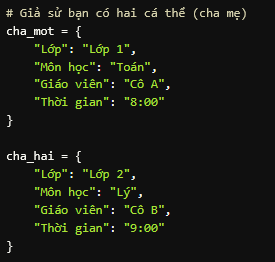 # Giả sử bạn có hai cá thể (cha mẹ)
cha_mot = {
    "Lớp": "Lớp 1",
    "Môn học": "Toán",
    "Giáo viên": "Cô A",
    "Thời gian": "8:00"
}
cha_hai = {
    "Lớp": "Lớp 2",
    "Môn học": "Lý",
    "Giáo viên": "Cô B",
    "Thời gian": "9:00"
}